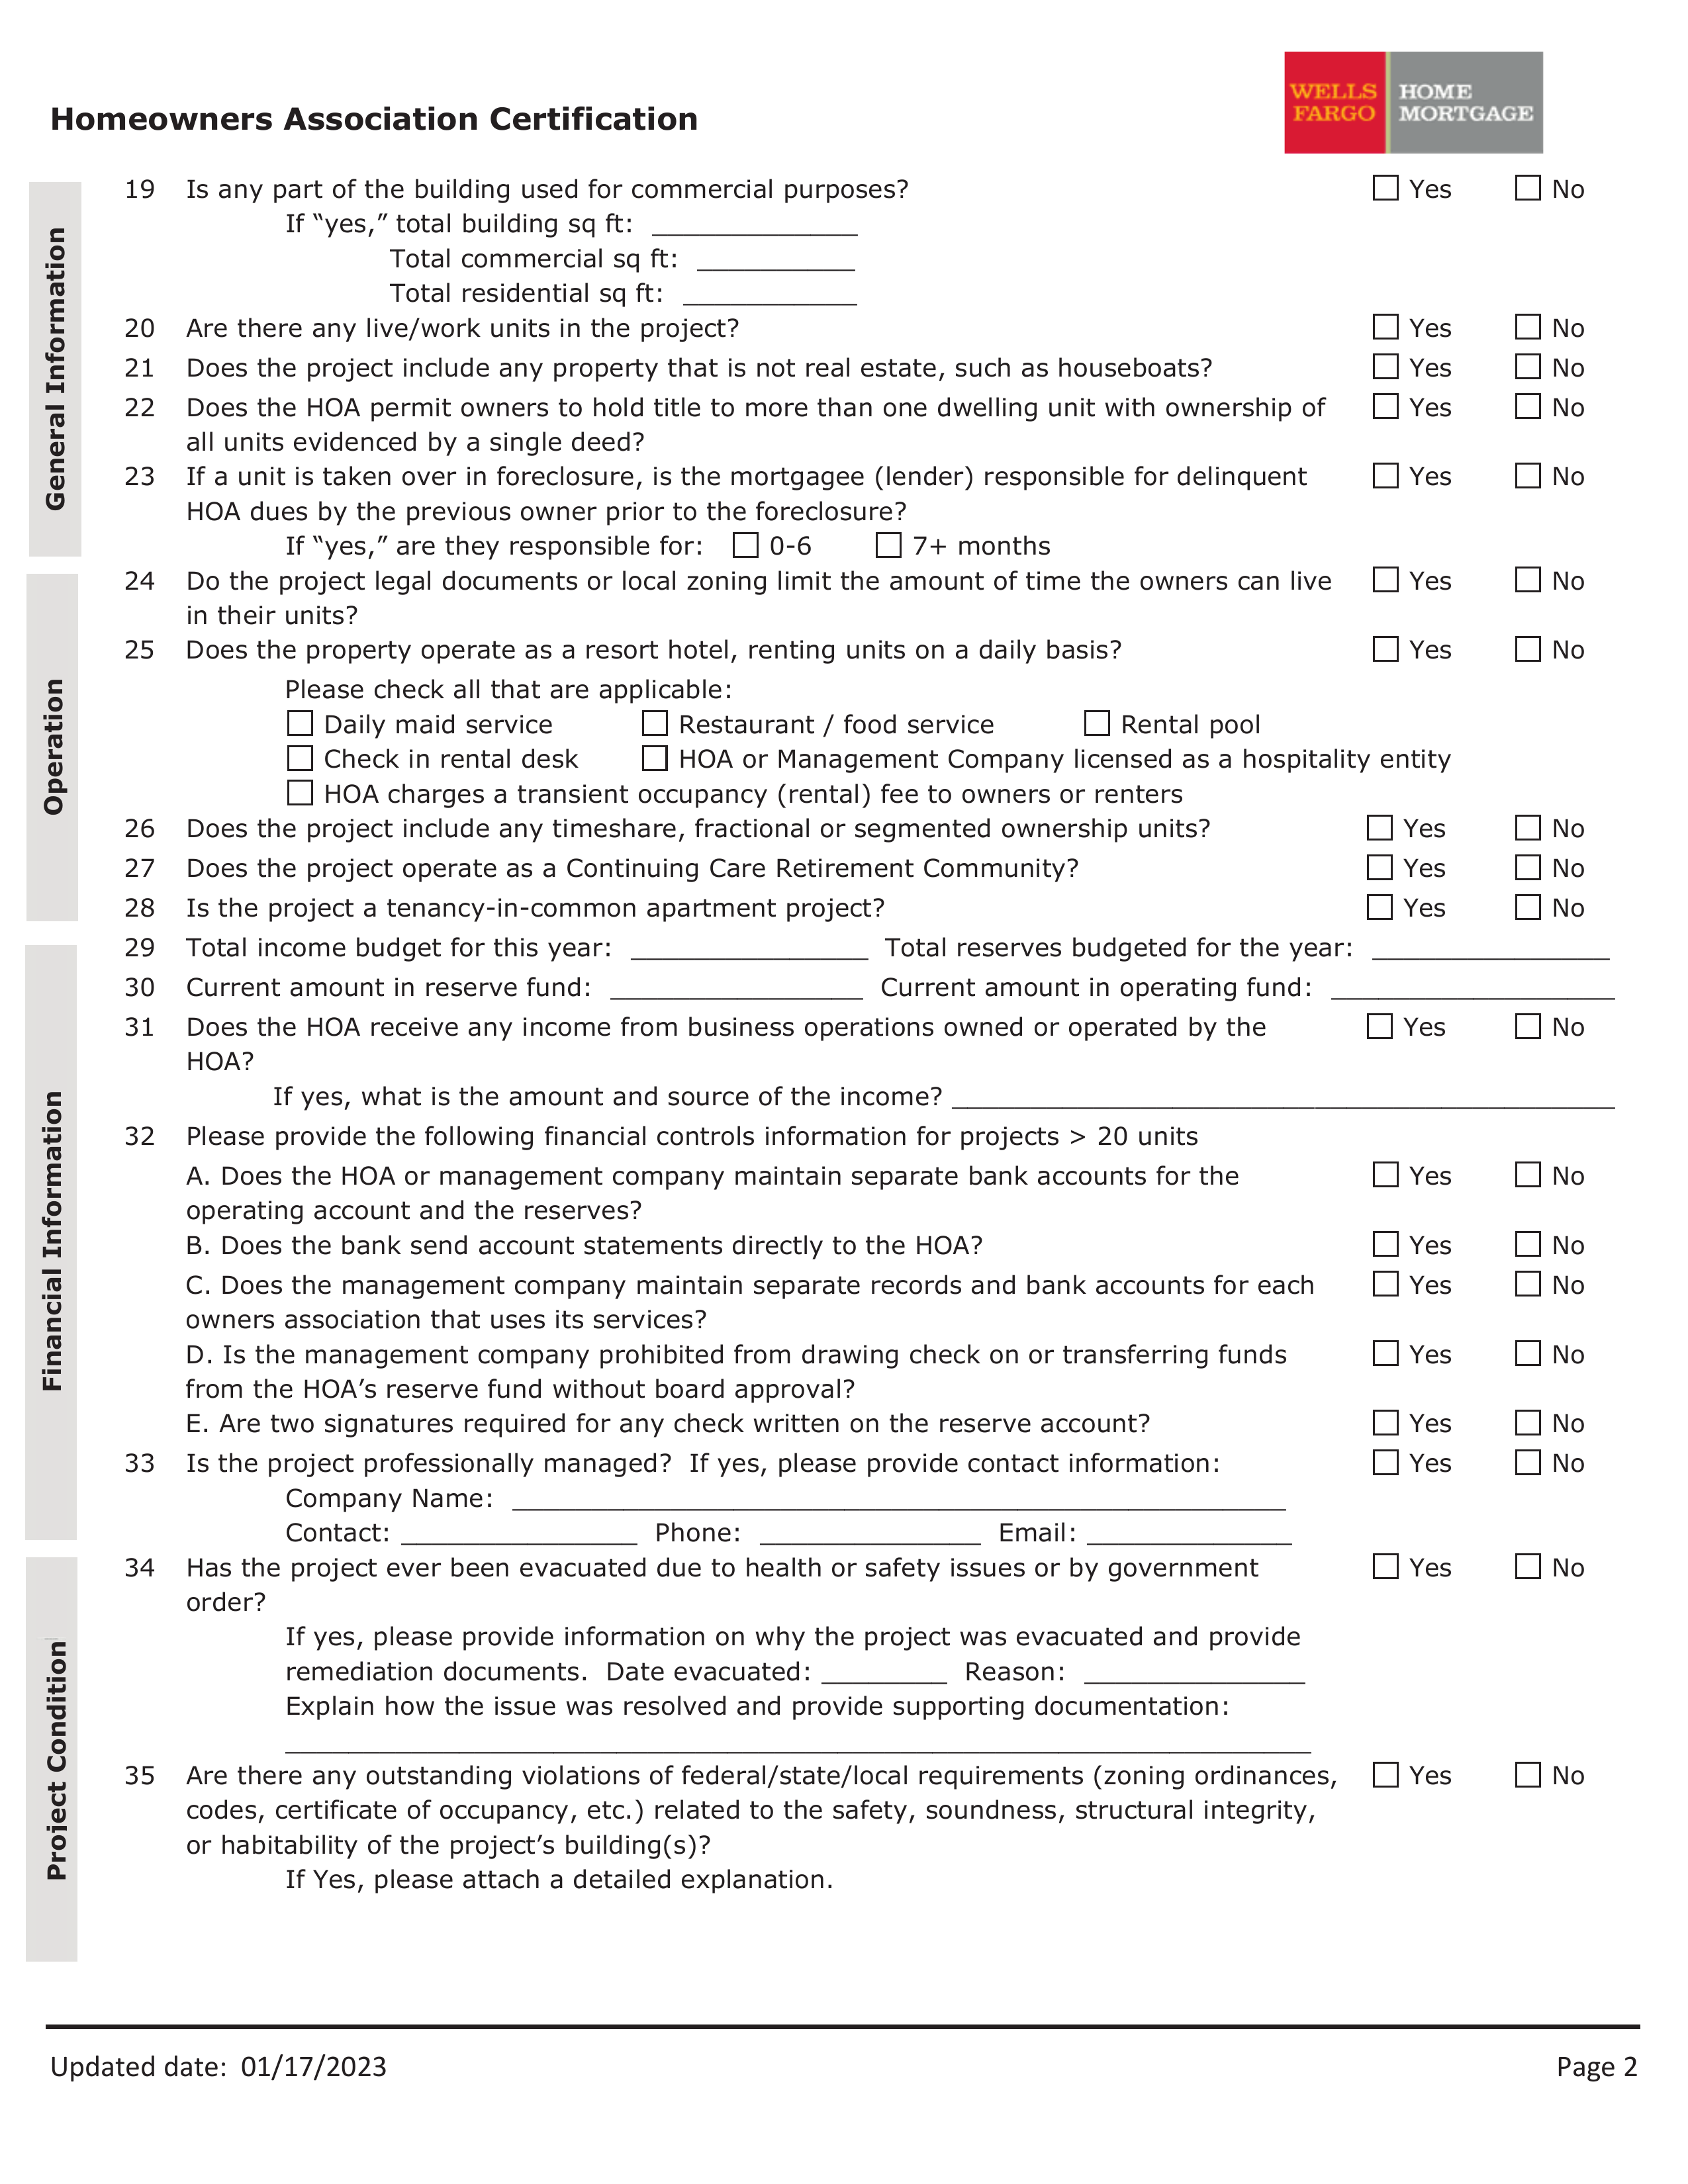 WELLS FARGO
HOME MORTGAGE
Homeowners Association Certification
General Information
19 Is any part of the building used for commercial purposes? ☐ Yes ☐ No
If “yes,” total building sq ft: _____________
Total commercial sq ft: __________
Total residential sq ft: ___________
20 Are there any live/work units in the project? ☐ Yes ☐ No
21 Does the project include any property that is not real estate, such as houseboats? ☐ Yes ☐ No
22 Does the HOA permit owners to hold title to more than one dwelling unit with ownership of ☐ Yes ☐ No
all units evidenced by a single deed?
23 If a unit is taken over in foreclosure, is the mortgagee (lender) responsible for delinquent ☐ Yes ☐ No
HOA dues by the previous owner prior to the foreclosure?
If “yes,” are they responsible for: ☐ 0-6 ☐ 7+ months
Operation
24 Do the project legal documents or local zoning limit the amount of time the owners can live ☐ Yes ☐ No
in their units?
25 Does the property operate as a resort hotel, renting units on a daily basis? ☐ Yes ☐ No
Please check all that are applicable:
☐ Daily maid service ☐ Restaurant / food service ☐ Rental pool
☐ Check in rental desk ☐ HOA or Management Company licensed as a hospitality entity
☐ HOA charges a transient occupancy (rental) fee to owners or renters
26 Does the project include any timeshare, fractional or segmented ownership units? ☐ Yes ☐ No
27 Does the project operate as a Continuing Care Retirement Community? ☐ Yes ☐ No
28 Is the project a tenancy-in-common apartment project? ☐ Yes ☐ No
Financial Information
29 Total income budget for this year: _______________ Total reserves budgeted for the year: _______________
30 Current amount in reserve fund: ________________ Current amount in operating fund: __________________
31 Does the HOA receive any income from business operations owned or operated by the ☐ Yes ☐ No
HOA?
If yes, what is the amount and source of the income? __________________________________________
32 Please provide the following financial controls information for projects > 20 units
A. Does the HOA or management company maintain separate bank accounts for the ☐ Yes ☐ No
operating account and the reserves?
B. Does the bank send account statements directly to the HOA? ☐ Yes ☐ No
C. Does the management company maintain separate records and bank accounts for each ☐ Yes ☐ No
owners association that uses its services?
D. Is the management company prohibited from drawing check on or transferring funds ☐ Yes ☐ No
from the HOA’s reserve fund without board approval?
E. Are two signatures required for any check written on the reserve account? ☐ Yes ☐ No
33 Is the project professionally managed? If yes, please provide contact information: ☐ Yes ☐ No
Company Name: _________________________________________________
Contact: _______________ Phone: ______________ Email: _____________
Project Condition
34 Has the project ever been evacuated due to health or safety issues or by government ☐ Yes ☐ No
order?
If yes, please provide information on why the project was evacuated and provide
remediation documents. Date evacuated: ________ Reason: ______________
Explain how the issue was resolved and provide supporting documentation:
_________________________________________________________________
35 Are there any outstanding violations of federal/state/local requirements (zoning ordinances, ☐ Yes ☐ No
codes, certificate of occupancy, etc.) related to the safety, soundness, structural integrity,
or habitability of the project’s building(s)?
If Yes, please attach a detailed explanation.
Updated date: 01/17/2023 Page 2